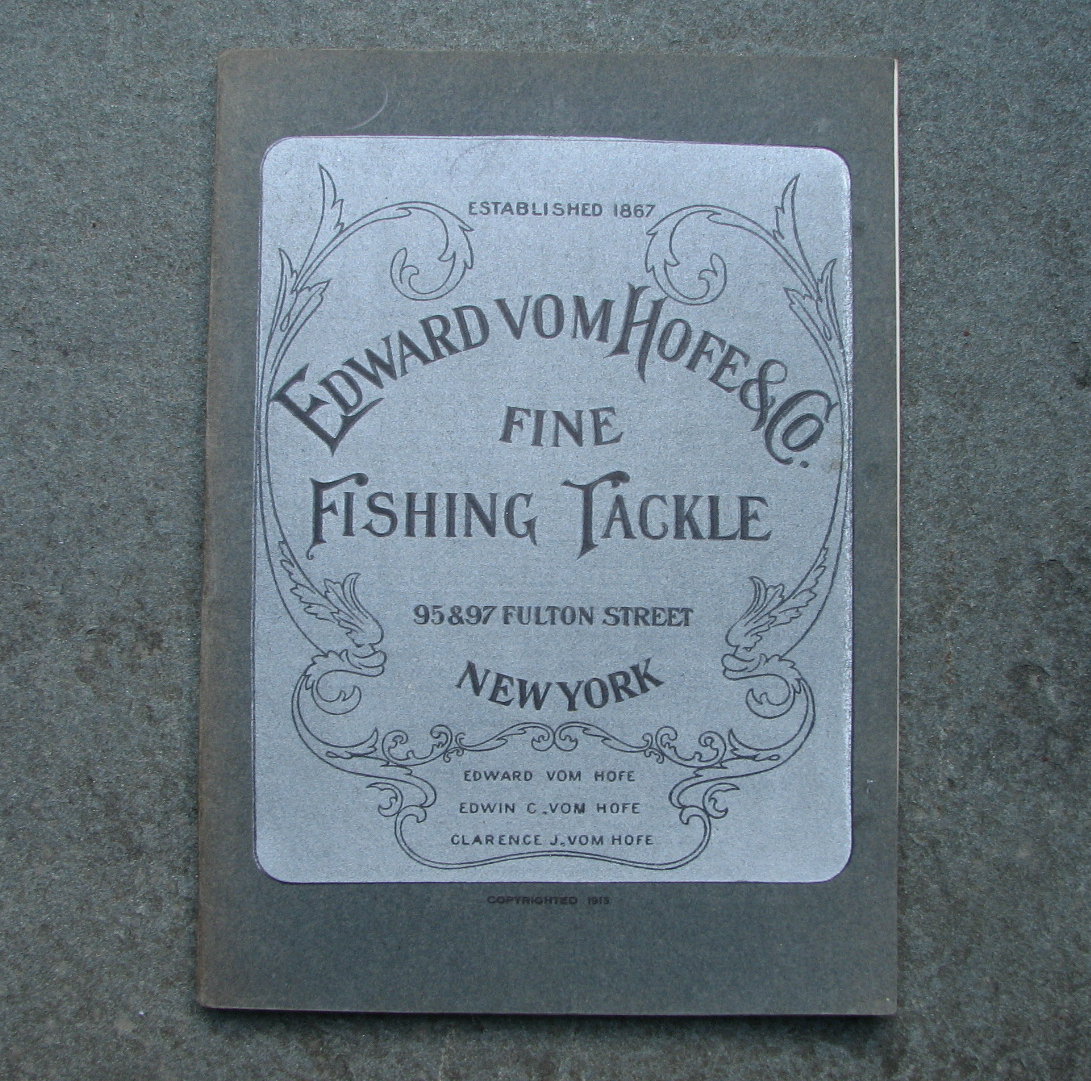 ESTABLISHED 1867
EDWARD VOM HOFE & CO.
FINE
FISHING TACKLE
95 & 97 FULTON STREET
NEW YORK
EDWARD VOM HOFE
EDWIN C. VOM HOFE
CLARENCE J. VOM HOFE
COPYRIGHTED 1913